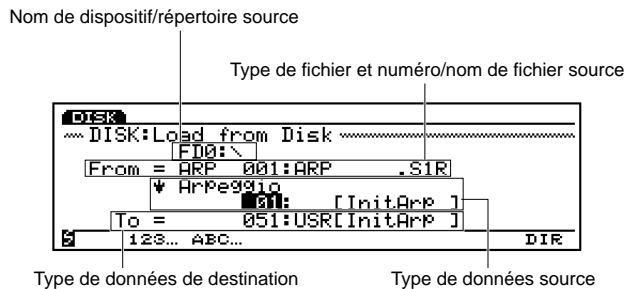 Nom de dispositif/répertoire source
Type de fichier et numéro/nom de fichier source
DISK
DISK:Load from Disk
FD0:\
From = ARP 001:ARP .S1R
Arpeggio
01: [InitArp ]
To = 051:USR[InitArp ]
123... ABC... DIR
Type de données de destination
Type de données source